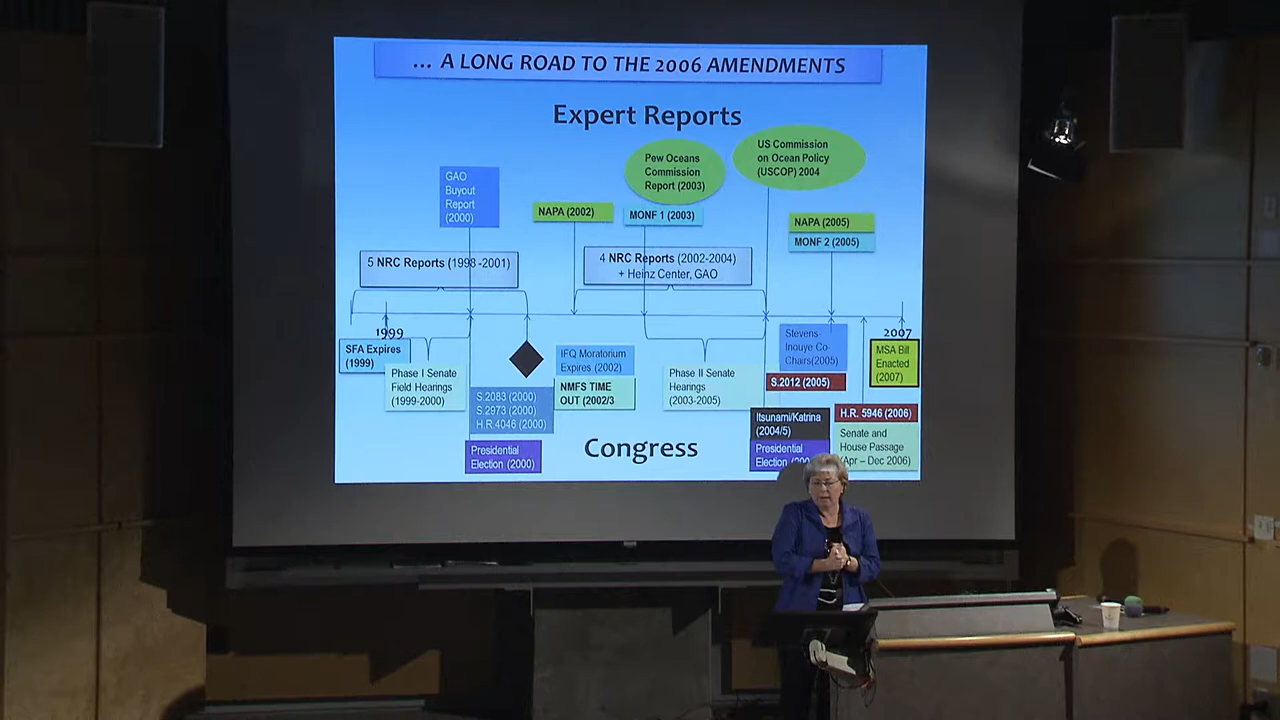 ... A LONG ROAD TO THE 2006 AMENDMENTS
Expert Reports
US Commission
on Ocean Policy
(USCOP) 2004
Pew Oceans
Commission
Report (2003)
GAO
Buyout
Report
(2000)
NAPA (2002)
MONF 1 (2003)
NAPA (2005)
MONF 2 (2005)
5 NRC Reports (1998-2001)
4 NRC Reports (2002-2004)
+ Heinz Center, GAO
1999
2007
SFA Expires
(1999)
Phase I Senate
Field Hearings
(1999-2000)
IFQ Moratorium
Expires (2002)
NMFS TIME
OUT (2002/3
Phase II Senate
Hearings
(2003-2005)
Stevens-
Inouye Co-
Chairs(2005)
S.2012 (2005)
MSA Bill
Enacted
(2007)
S.2083 (2000)
S.2973 (2000)
H.R.4046 (2000)
Presidential
Election (2000)
Congress
Itsunami/Katrina
(2004/5)
Presidential
Election
H.R. 5946 (2006)
Senate and
House Passage
(Apr – Dec 2006)